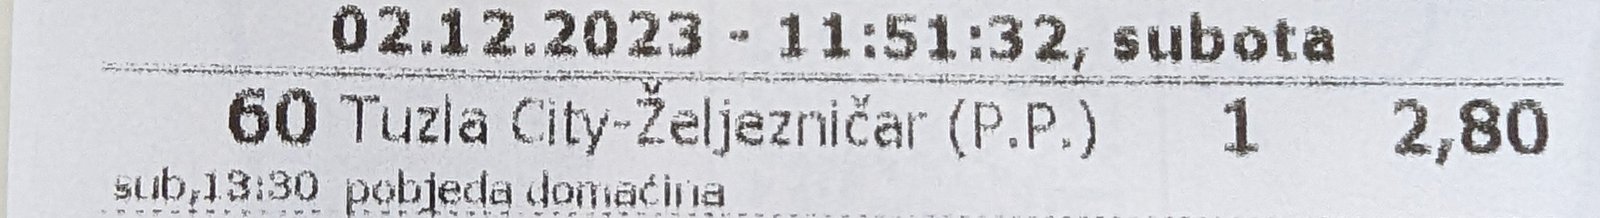 02.12.2023 - 11:51:32, subota
60 Tuzla City-Željezničar (P.P.) 1 2,80
sub,13:30 pobjeda domaćina